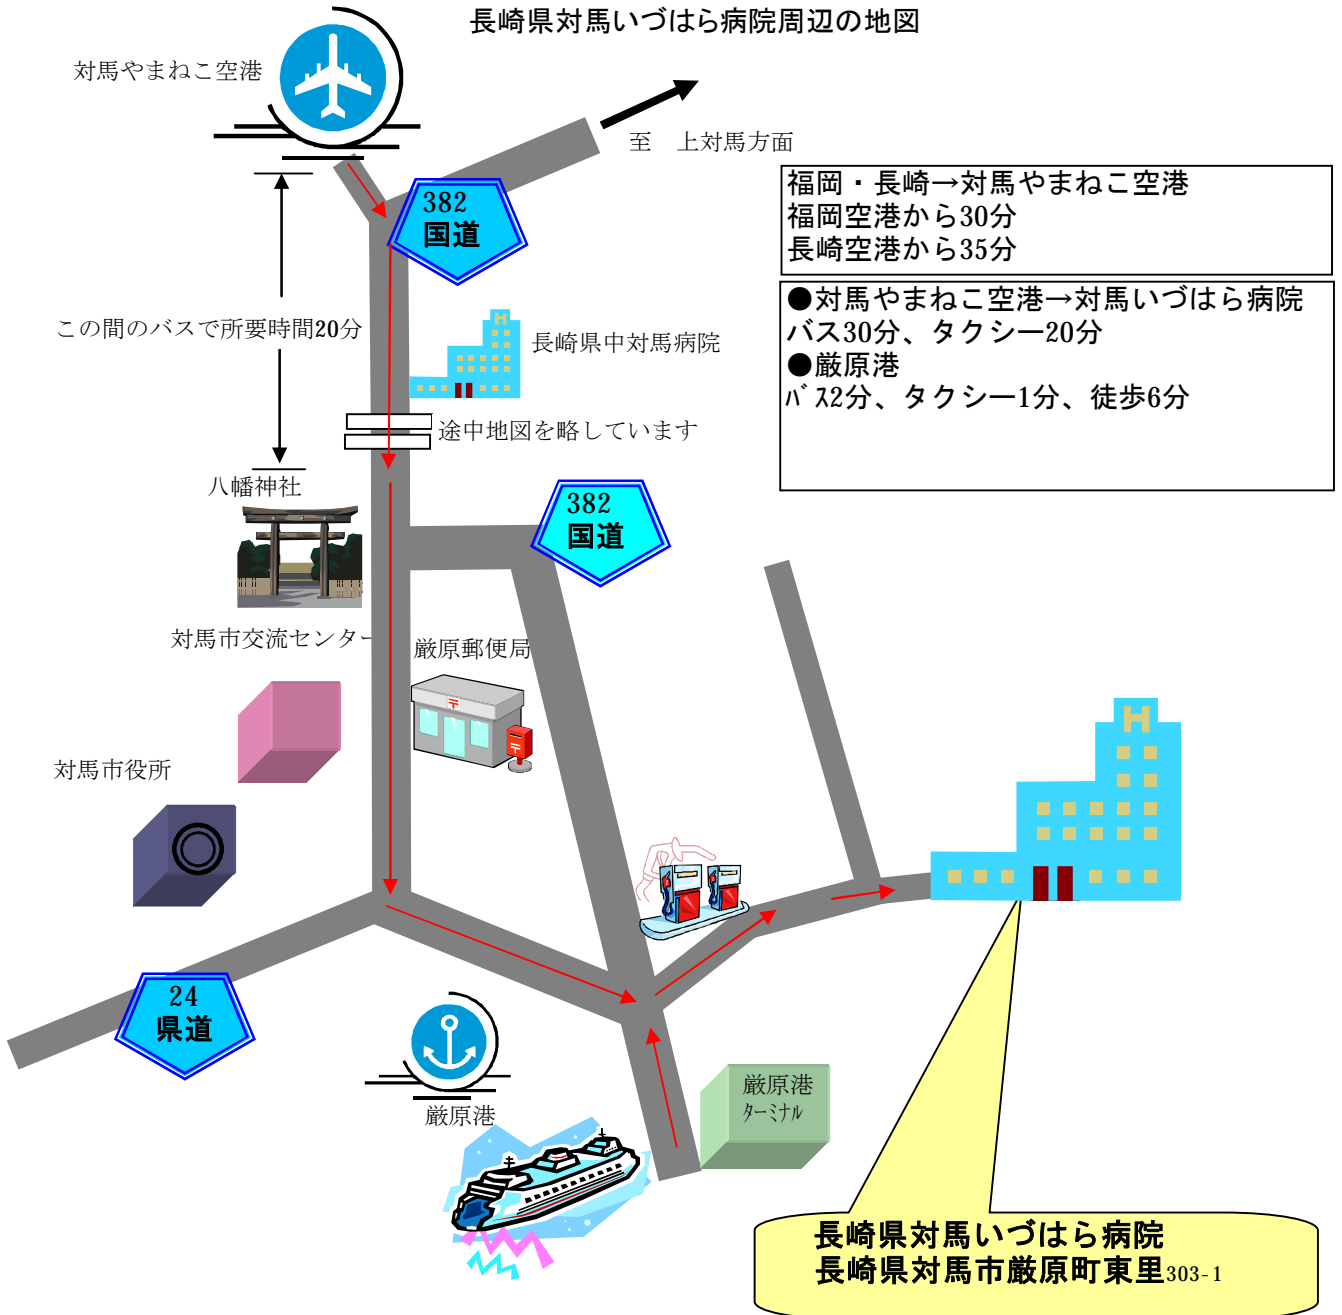 長崎県対馬いづはら病院周辺の地図
対馬やまねこ空港
至　上対馬方面
福岡・長崎→対馬やまねこ空港
福岡空港から30分
長崎空港から35分
382
国道
●対馬やまねこ空港→対馬いづはら病院
バス30分、タクシー20分
●厳原港
ﾊﾞｽ2分、タクシー1分、徒歩6分
この間のバスで所要時間20分
H
長崎県中対馬病院
途中地図を略しています
八幡神社
382
国道
対馬市交流センター
厳原郵便局
〒
〒
対馬市役所
H
24
県道
厳原港
厳原港
ﾀｰﾐﾅﾙ
長崎県対馬いづはら病院
長崎県対馬市厳原町東里303-1